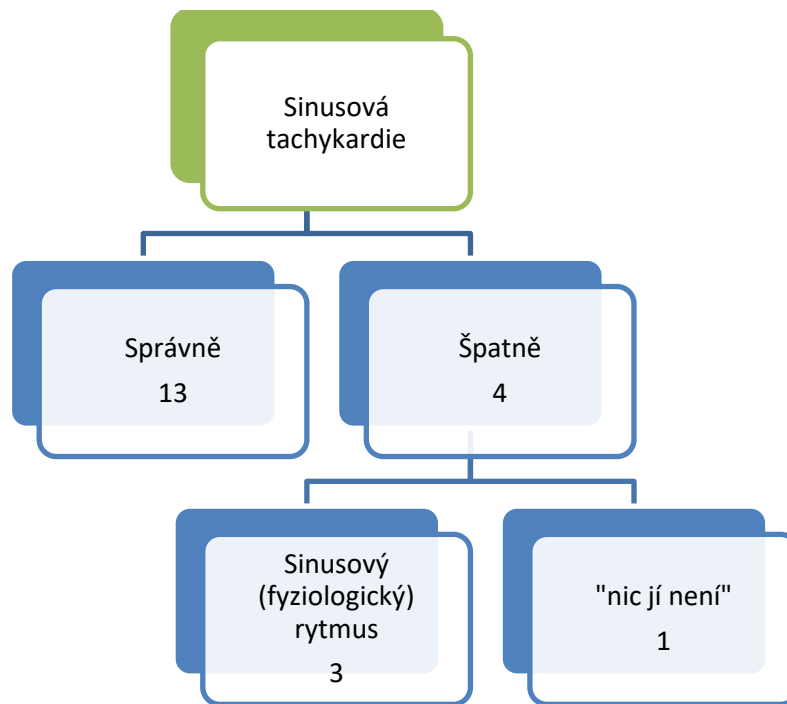 Sinusová
tachykardie
Správně
13
Špatně
4
Sinusový
(fyziologický)
rytmus
3
"nic jí není"
1